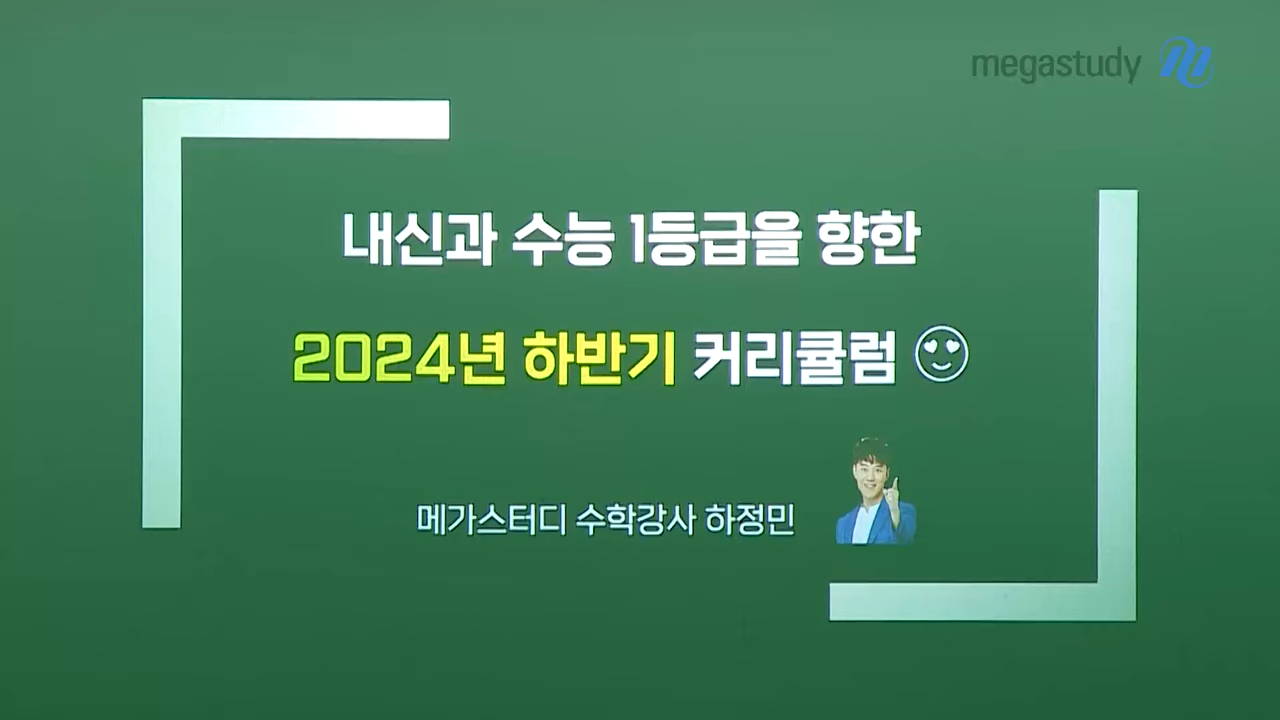 megastudy
내신과 수능 1등급을 향한
2024년 하반기 커리큘럼
메가스터디 수학강사 하정민